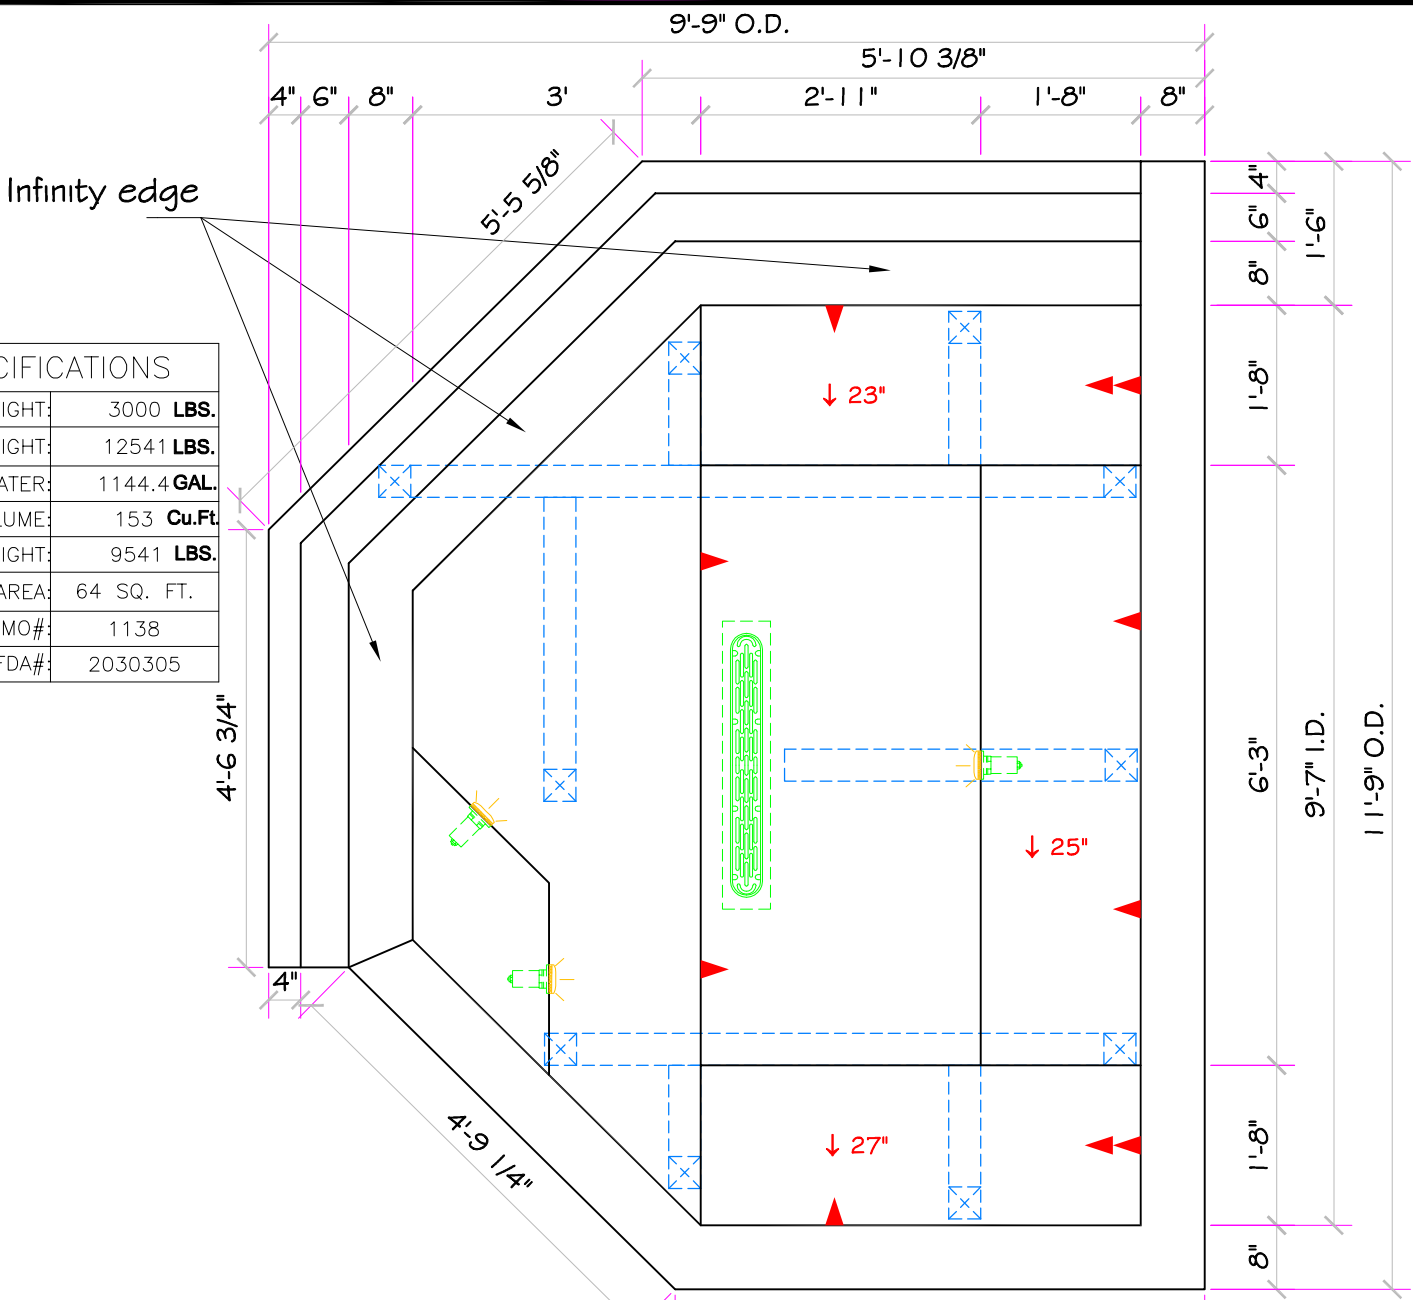 9'-9" O.D.
5'-10 3/8"
4" 6" 8" 3' 2'-11" 1'-8" 8"
5'-5 5/8"
Infinity edge
4"
6"
8"
1'-6"
CIFICATIONS
IGHT: 3000 LBS.
IGHT: 12541 LBS.
ATER: 1144.4 GAL.
LUME: 153 Cu.Ft.
IGHT: 9541 LBS.
AREA: 64 SQ. FT.
MO#: 1138
FDA#: 2030305
↓ 23"
1'-8"
4'-6 3/4"
6'-3"
9'-7" I.D.
11'-9" O.D.
↓ 25"
4"
4'-9 1/4"
↓ 27"
1'-8"
8"